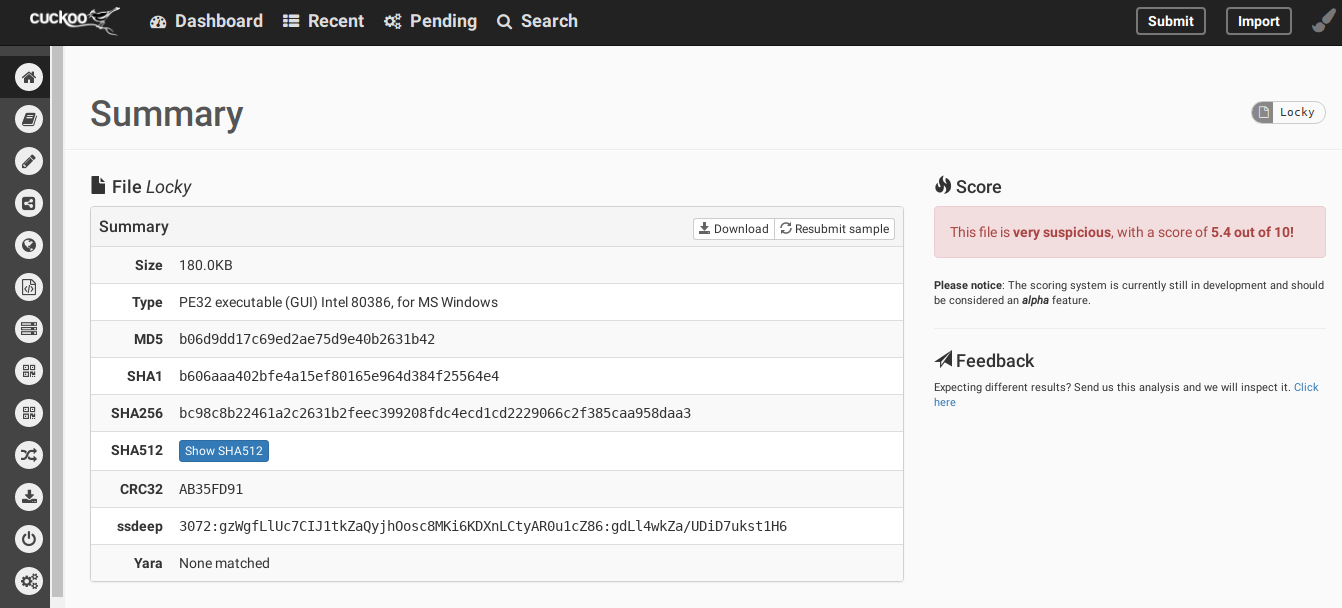 cuckoo Dashboard Recent Pending Search Submit Import
Summary
Locky
File Locky
Summary Download Resubmit sample
Size 180.0KB
Type PE32 executable (GUI) Intel 80386, for MS Windows
MD5 b06d9dd17c69ed2ae75d9e40b2631b42
SHA1 b606aaa402bfe4a15ef80165e964d384f25564e4
SHA256 bc98c8b22461a2c2631b2feec399208fdc4ecd1cd2229066c2f385caa958daa3
SHA512 Show SHA512
CRC32 AB35FD91
ssdeep 3072:gzWgfLlUc7CIJ1tkZaQyjhOosc8MKi6KDXnLCtyAR0u1cZ86:gdLl4wkZa/UDiD7ukst1H6
Yara None matched
Score
This file is very suspicious, with a score of 5.4 out of 10!
Please notice: The scoring system is currently still in development and should
be considered an alpha feature.
Feedback
Expecting different results? Send us this analysis and we will inspect it. Click
here